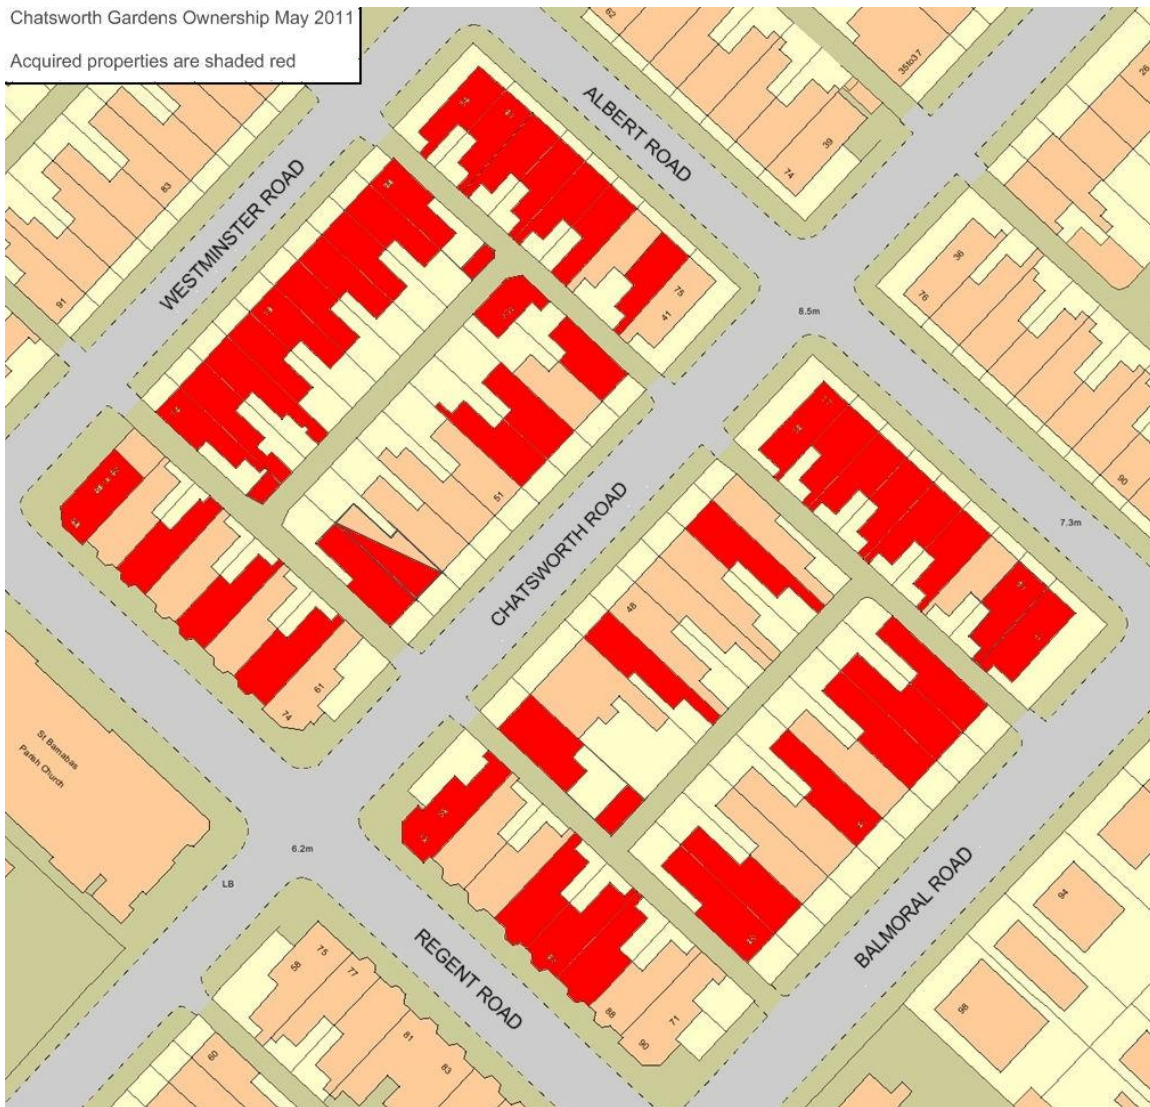 Chatsworth Gardens Ownership May 2011
Acquired properties are shaded red
62
35to37
26
ALBERT ROAD
39
74
83
WESTMINSTER ROAD
91
75
41
36
76
8.5m
90
7.3m
51
CHATSWORTH ROAD
48
61
74
St Barnabas
Parish Church
6.2m
LB
BALMORAL ROAD
94
98
REGENT ROAD
58
75
77
81
83
60
88
90
71